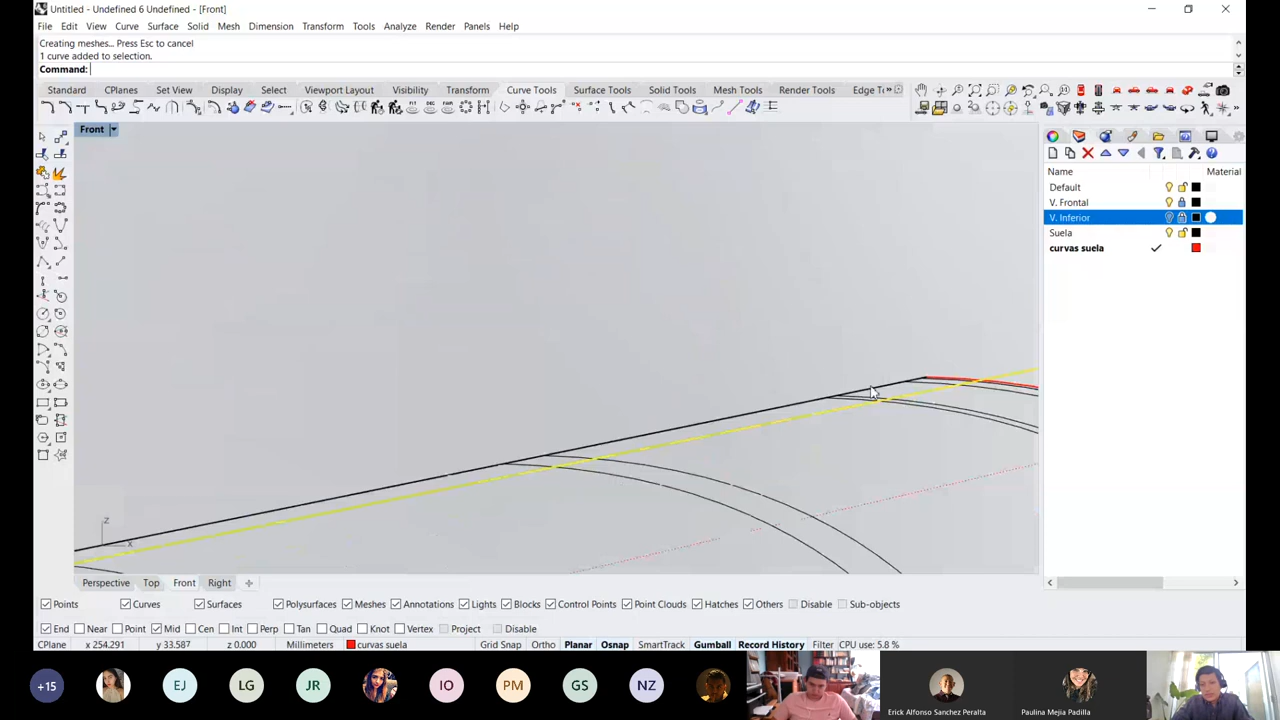 Untitled - Undefined 6 Undefined - [Front]
File Edit View Curve Surface Solid Mesh Dimension Transform Tools Analyze Render Panels Help
Creating meshes... Press Esc to cancel
1 curve added to selection.
Command:
Standard CPlanes Set View Display Select Viewport Layout Visibility Transform Curve Tools Surface Tools Solid Tools Mesh Tools Render Tools Edge T
Front
Name Material
Default
V. Frontal
V. Inferior
Suela
curvas suela
z
x
Perspective Top Front Right
Points Curves Surfaces Polysurfaces Meshes Annotations Lights Blocks Control Points Point Clouds Hatches Others Disable Sub-objects
End Near Point Mid Cen Int Perp Tan Quad Knot Vertex Project Disable
CPlane x 254.291 y 33.587 z 0.000 Millimeters curvas suela Grid Snap Ortho Planar Osnap SmartTrack Gumball Record History Filter CPU use: 5.8 %
+15 EJ LG JR IO PM GS NZ
Erick Alfonso Sanchez Peralta Paulina Mejia Padilla